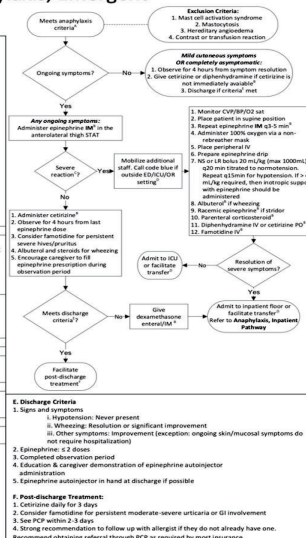 Meets anaphylaxis
criteriaᴬ
Exclusion Criteria:
1. Mast cell activation syndrome
2. Mastocytosis
3. Hereditary angioedema
4. Contrast or transfusion reaction
Ongoing symptoms?
No
Mild cutaneous symptoms
OR completely asymptomatic:
1. Observe for 4 hours from symptom resolution
2. Give cetirizine or diphenhydramine if cetirizine is
not immediately available
3. Discharge if criteria met
Yes
Any ongoing symptoms:
Administer epinephrine IM in the
anterolateral thigh STAT
Severe
reaction?
Yes
Mobilize additional
staff. Call code blue if
outside ED/ICU/OR
setting
1. Monitor CVP/BP/O2 sat
2. Place patient in supine position
3. Repeat epinephrine IM q3-5 min
4. Administer 100% oxygen via a non-
rebreather mask
5. Place peripheral IV
6. Prepare epinephrine drip
7. NS or LR bolus 20 mL/kg (max 1000mL)
q20 min titrated to normotension.
Repeat q15min for hypotension. If >
mL/kg required, then inotropic supp
with epinephrine should be
administered
8. Albuterol if wheezing
9. Racemic epinephrine if stridor
10. Parenteral corticosteroid
11. Diphenhydramine IV or cetirizine PO
12. Famotidine IV
No
1. Administer cetirizine
2. Observe for 4 hours from last
epinephrine dose
3. Consider famotidine for persistent
severe hives/pruritus
4. Albuterol and steroids for wheezing
5. Encourage caregiver to fill
epinephrine prescription during
observation period
Admit to ICU
or facilitate
transfer
No
Resolution of
severe symptoms?
Yes
Meets discharge
criteria?
No
Give
dexamethasone
enteral/IM
Admit to inpatient floor or
facilitate transfer
Refer to Anaphylaxis, Inpatient
Pathway
Yes
Facilitate
post-discharge
treatment
E. Discharge Criteria
1. Signs and symptoms
i. Hypotension: Never present
ii. Wheezing: Resolution or significant improvement
iii. Other symptoms: Improvement (exception: ongoing skin/mucosal symptoms do
not require hospitalization)
2. Epinephrine: ≤ 2 doses
3. Completed observation period
4. Education & caregiver demonstration of epinephrine autoinjector
administration
5. Epinephrine autoinjector in hand at discharge if possible
F. Post-discharge Treatment:
1. Cetirizine daily for 3 days
2. Consider famotidine for persistent moderate-severe urticaria or GI involvement
3. See PCP within 2-3 days
4. Strong recommendation to follow up with allergist if they do not already have one.
Recommend obtaining referral through PCP as required by most insurance